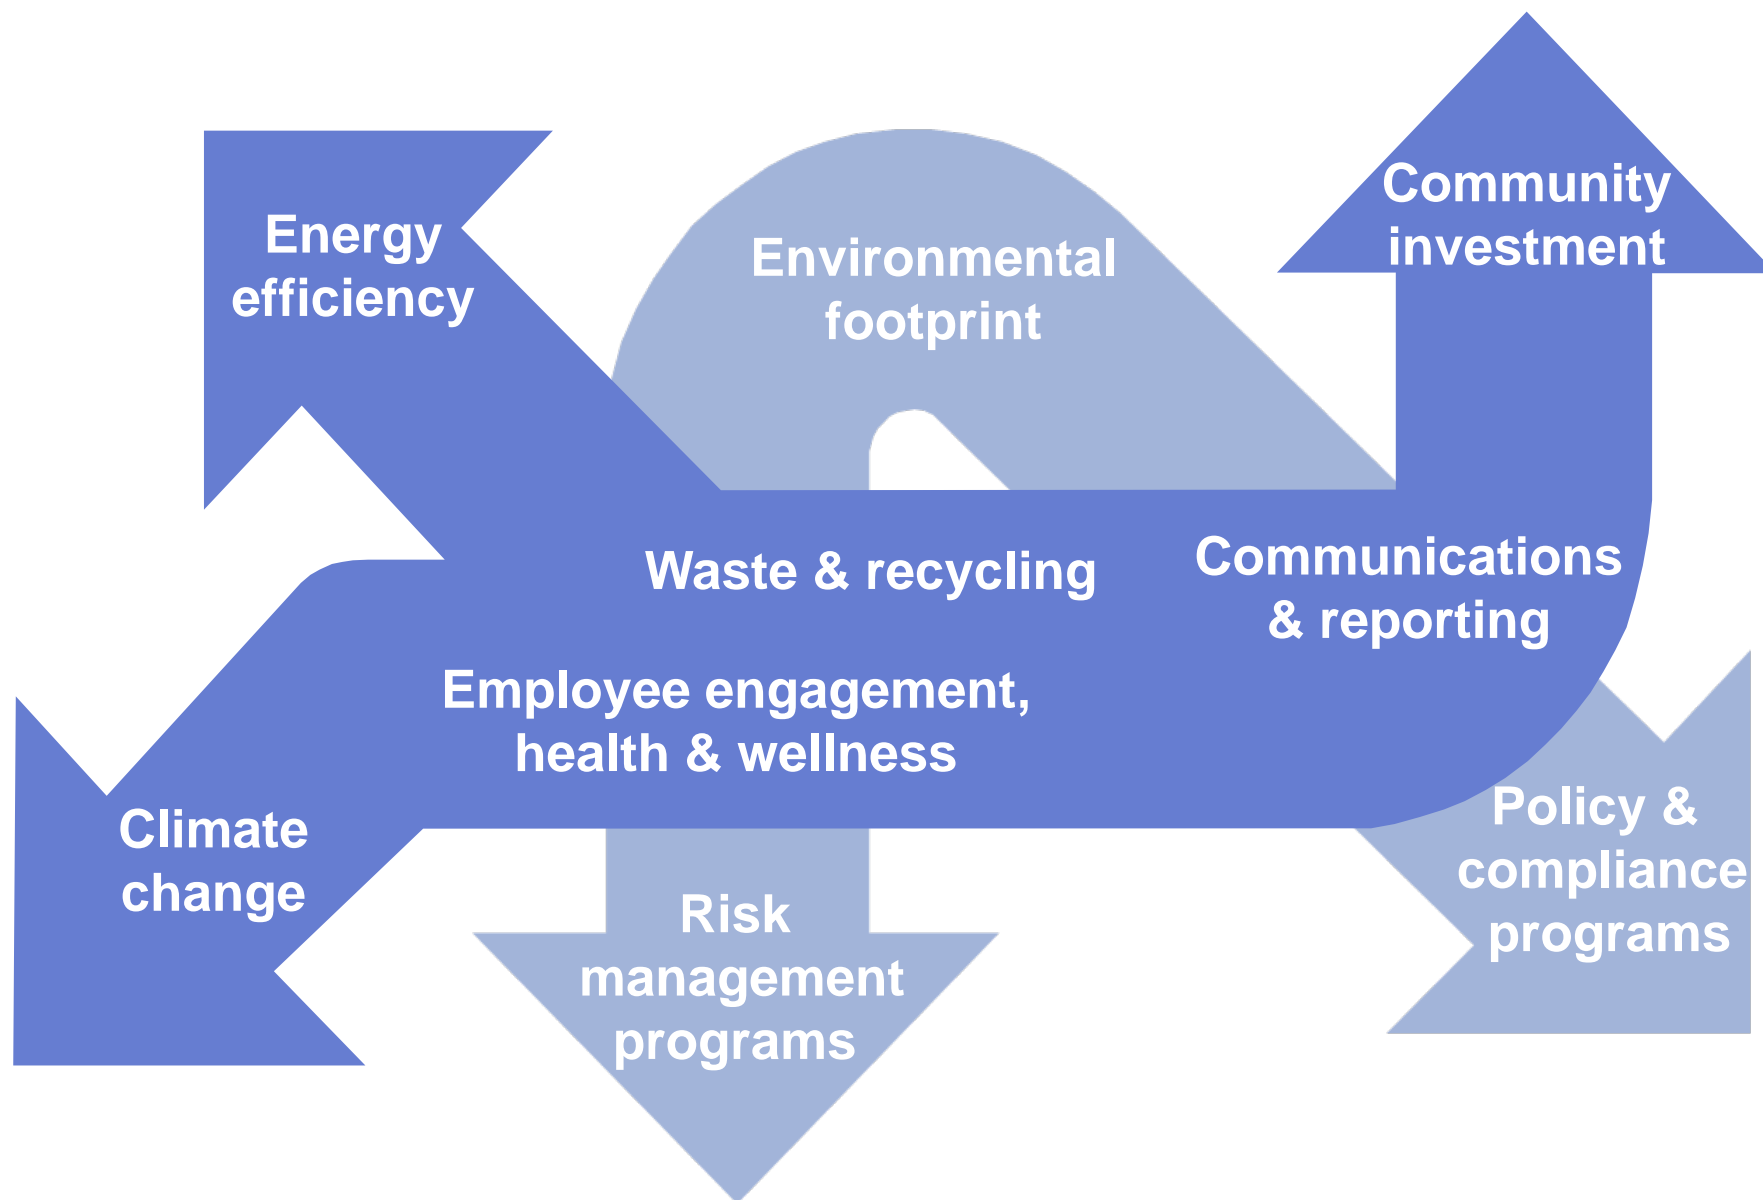 Community
investment
Energy
efficiency
Environmental
footprint
Waste & recycling
Communications
& reporting
Employee engagement,
health & wellness
Climate
change
Policy &
compliance
programs
Risk
management
programs